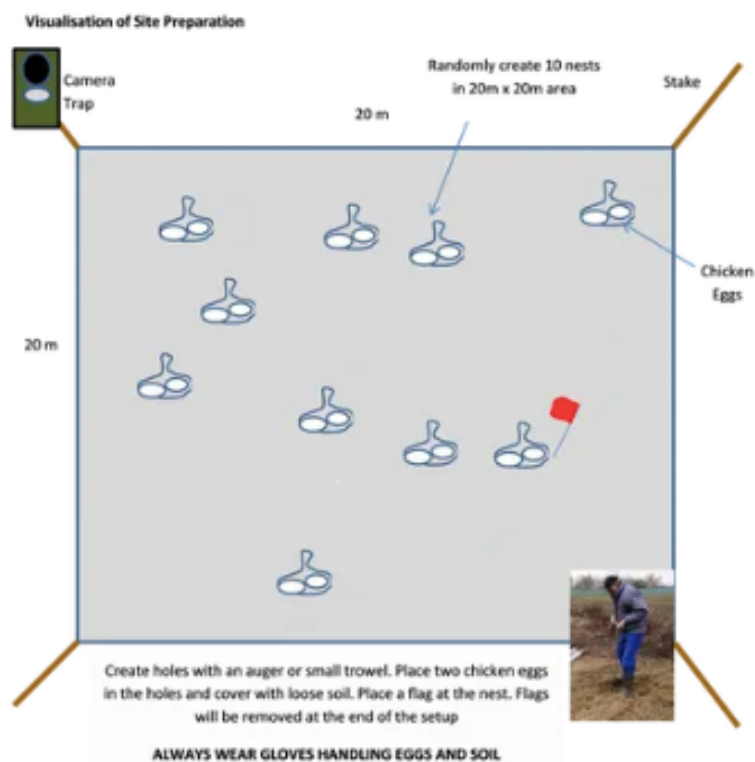 Visualisation of Site Preparation
Camera
Trap
Randomly create 10 nests
in 20m x 20m area
Stake
20 m
Chicken
Eggs
20 m
Create holes with an auger or small trowel. Place two chicken eggs
in the holes and cover with loose soil. Place a flag at the nest. Flags
will be removed at the end of the setup
ALWAYS WEAR GLOVES HANDLING EGGS AND SOIL